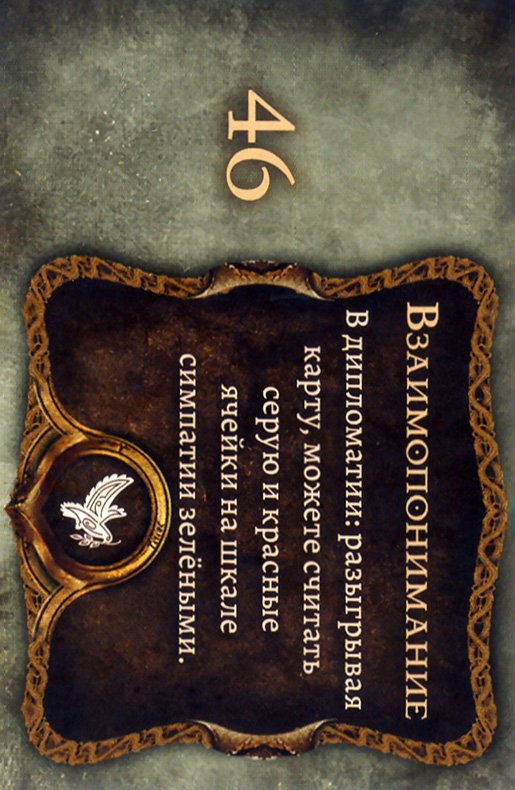 46
Взаимопонимание
В дипломатии: разыгрывая
карту, можете считать
серую и красные
ячейки на шкале
симпатии зелёными.